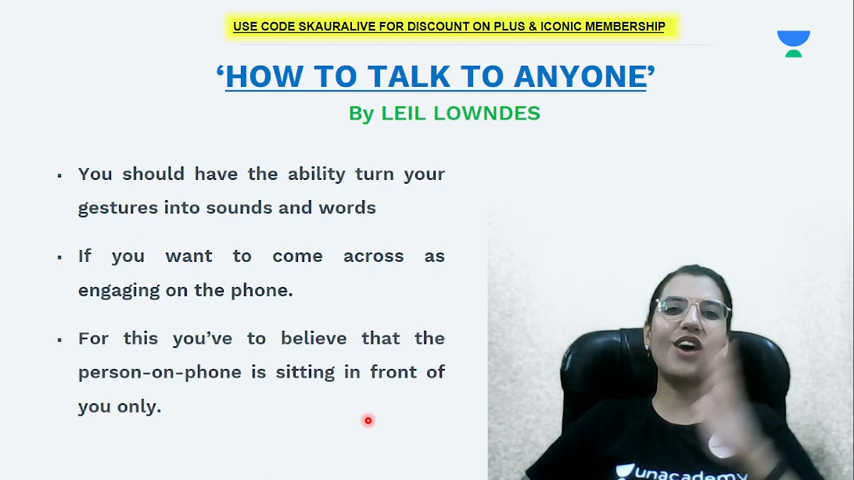 USE CODE SKAURALIVE FOR DISCOUNT ON PLUS & ICONIC MEMBERSHIP
‘HOW TO TALK TO ANYONE’
By LEIL LOWNDES
▪ You should have the ability turn your
gestures into sounds and words
▪ If you want to come across as
engaging on the phone.
▪ For this you’ve to believe that the
person-on-phone is sitting in front of
you only.
unacademy